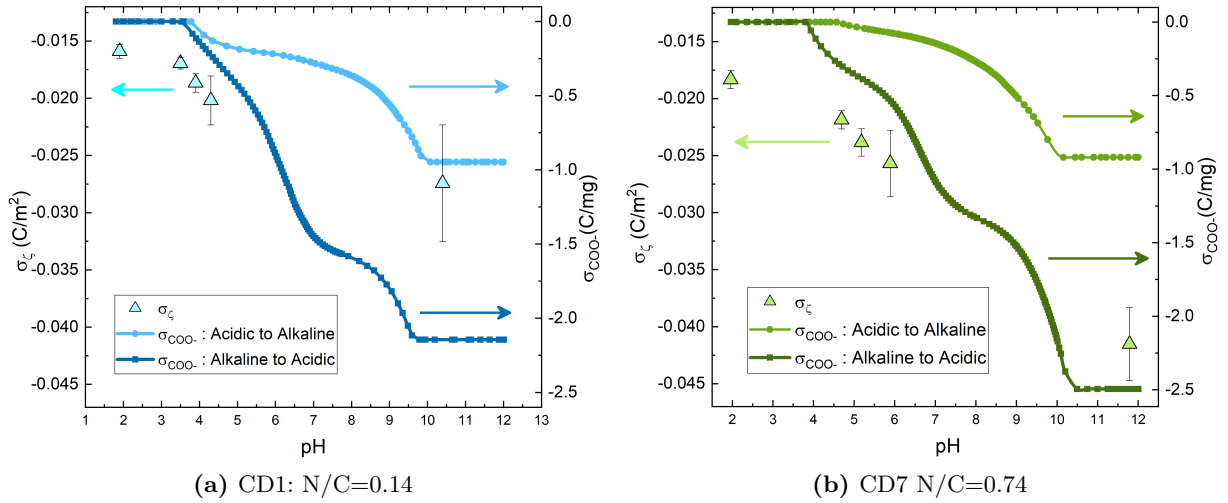 -0.015
-0.020
-0.025
-0.030
-0.035
-0.040
-0.045
σζ (C/m²)
0.0
-0.5
-1.0
-1.5
-2.0
-2.5
σCOO-(C/mg)
σζ
σCOO- : Acidic to Alkaline
σCOO- : Alkaline to Acidic
1 2 3 4 5 6 7 8 9 10 11 12 13
pH
(a) CD1: N/C=0.14
-0.015
-0.020
-0.025
-0.030
-0.035
-0.040
-0.045
σζ (C/m²)
0.0
-0.5
-1.0
-1.5
-2.0
-2.5
σCOO-(C/mg)
σζ
σCOO- : Acidic to Alkaline
σCOO- : Alkaline to Acidic
2 3 4 5 6 7 8 9 10 11 12
pH
(b) CD7 N/C=0.74